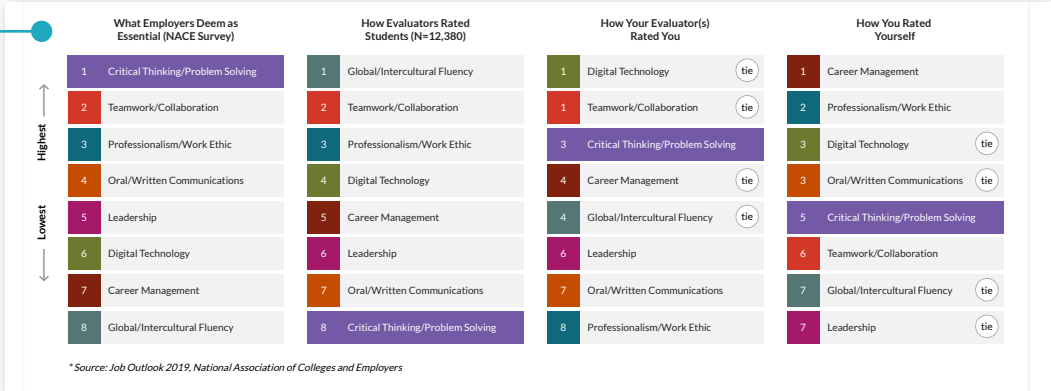 What Employers Deem as
Essential (NACE Survey)
1 Critical Thinking/Problem Solving
2 Teamwork/Collaboration
3 Professionalism/Work Ethic
4 Oral/Written Communications
5 Leadership
6 Digital Technology
7 Career Management
8 Global/Intercultural Fluency
How Evaluators Rated
Students (N=12,380)
1 Global/Intercultural Fluency
2 Teamwork/Collaboration
3 Professionalism/Work Ethic
4 Digital Technology
5 Career Management
6 Leadership
7 Oral/Written Communications
8 Critical Thinking/Problem Solving
How Your Evaluator(s)
Rated You
1 Digital Technology tie
1 Teamwork/Collaboration tie
3 Critical Thinking/Problem Solving
4 Career Management tie
4 Global/Intercultural Fluency tie
6 Leadership
7 Oral/Written Communications
8 Professionalism/Work Ethic
How You Rated
Yourself
1 Career Management
2 Professionalism/Work Ethic
3 Digital Technology tie
3 Oral/Written Communications tie
5 Critical Thinking/Problem Solving
6 Teamwork/Collaboration
7 Global/Intercultural Fluency tie
7 Leadership tie
Highest
Lowest
* Source: Job Outlook 2019, National Association of Colleges and Employers